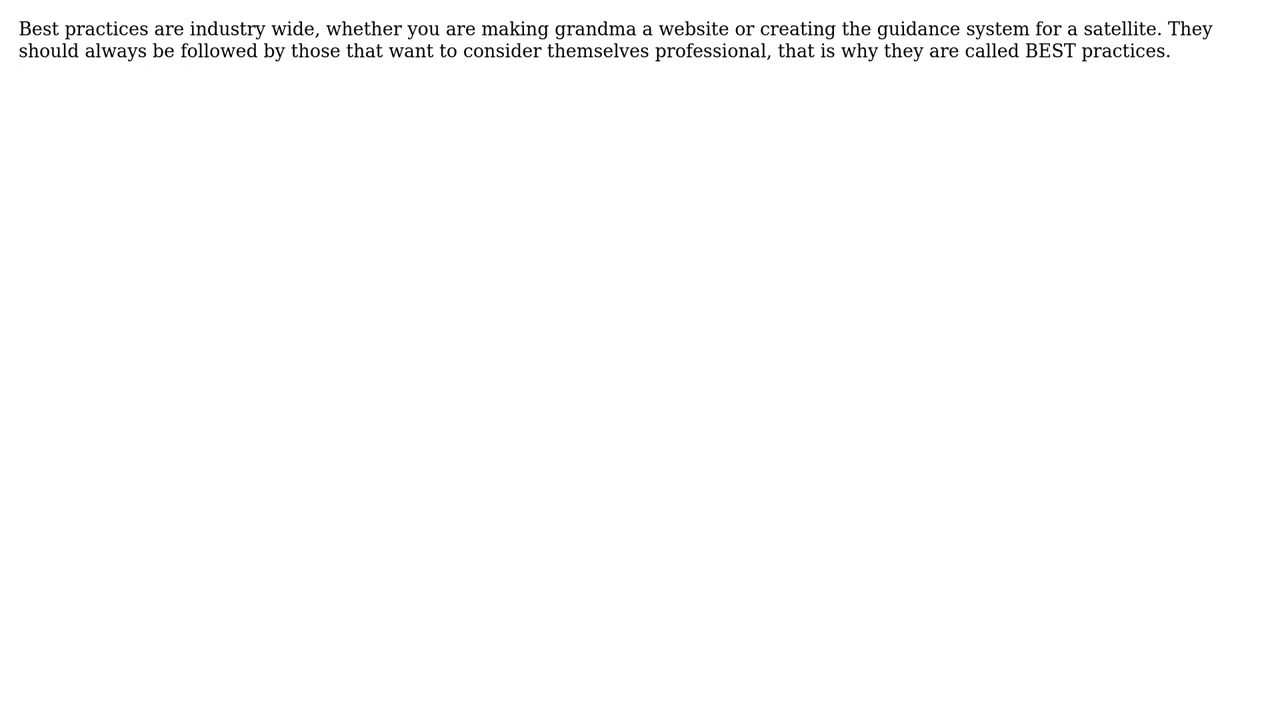 Best practices are industry wide, whether you are making grandma a website or creating the guidance system for a satellite. They
should always be followed by those that want to consider themselves professional, that is why they are called BEST practices.